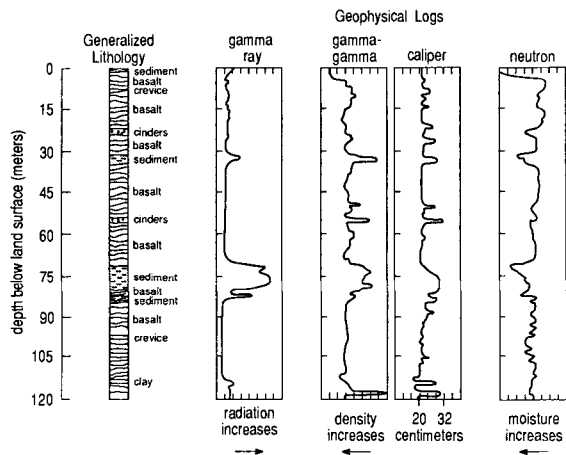 Geophysical Logs
Generalized
Lithology
gamma
ray
gamma-
gamma
caliper
neutron
depth below land surface (meters)
0
15
30
45
60
75
90
105
120
sediment
basalt
crevice
basalt
cinders
basalt
sediment
basalt
cinders
basalt
sediment
basalt
sediment
basalt
crevice
clay
radiation
increases
density
increases
20 32
centimeters
moisture
increases